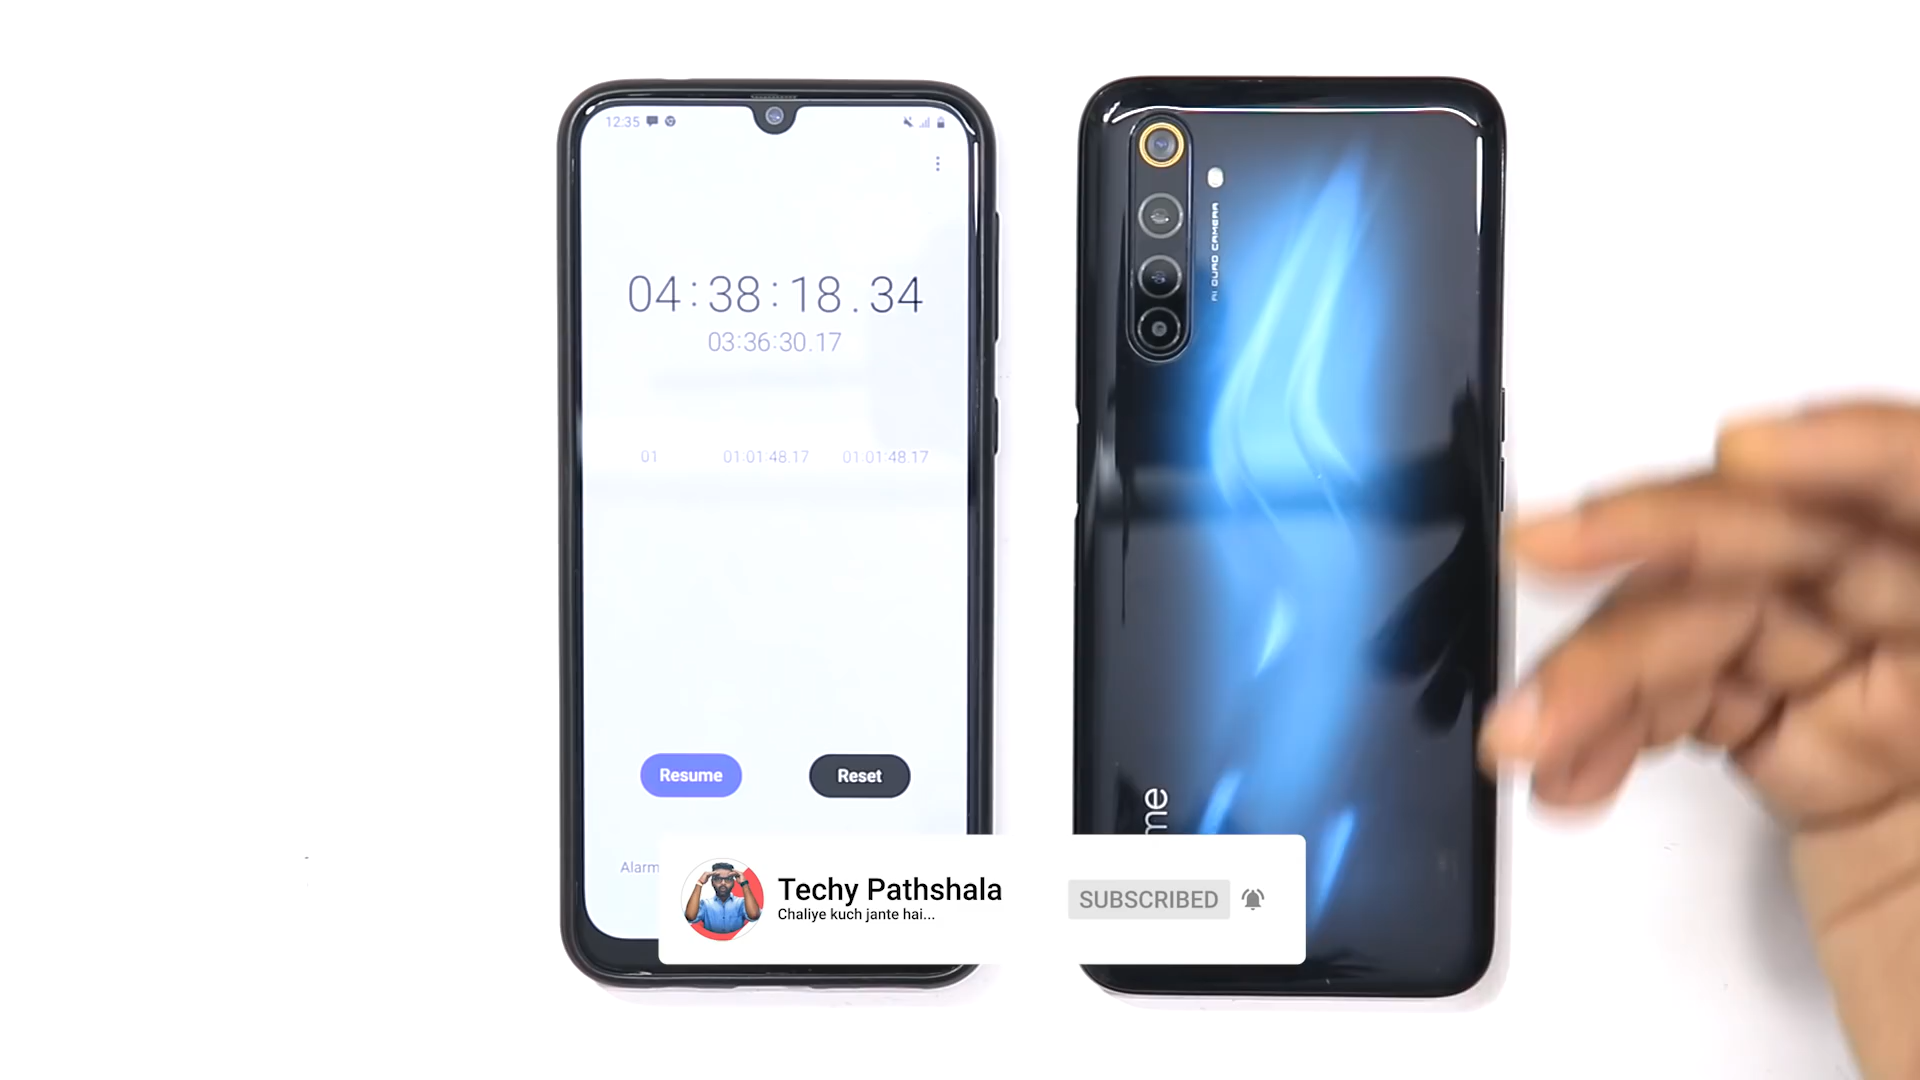 12:35
04:38:18.34
03:36:30.17
01 01:01:48.17 01:01:48.17
Resume Reset
Alarm
AI QUAD CAMERA
me
Techy Pathshala
Chaliye kuch jante hai...
SUBSCRIBED